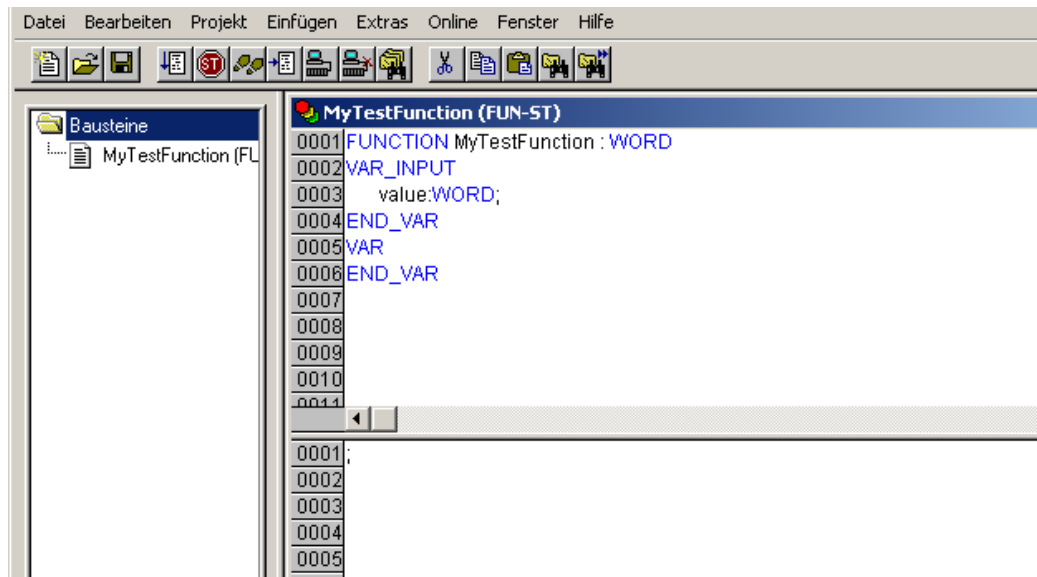 Datei Bearbeiten Projekt Einfügen Extras Online Fenster Hilfe
ST
Bausteine
MyTestFunction (FU
MyTestFunction (FUN-ST)
0001 FUNCTION MyTestFunction : WORD
0002 VAR_INPUT
0003 value:WORD;
0004 END_VAR
0005 VAR
0006 END_VAR
0007
0008
0009
0010
0011
0001 ;
0002
0003
0004
0005